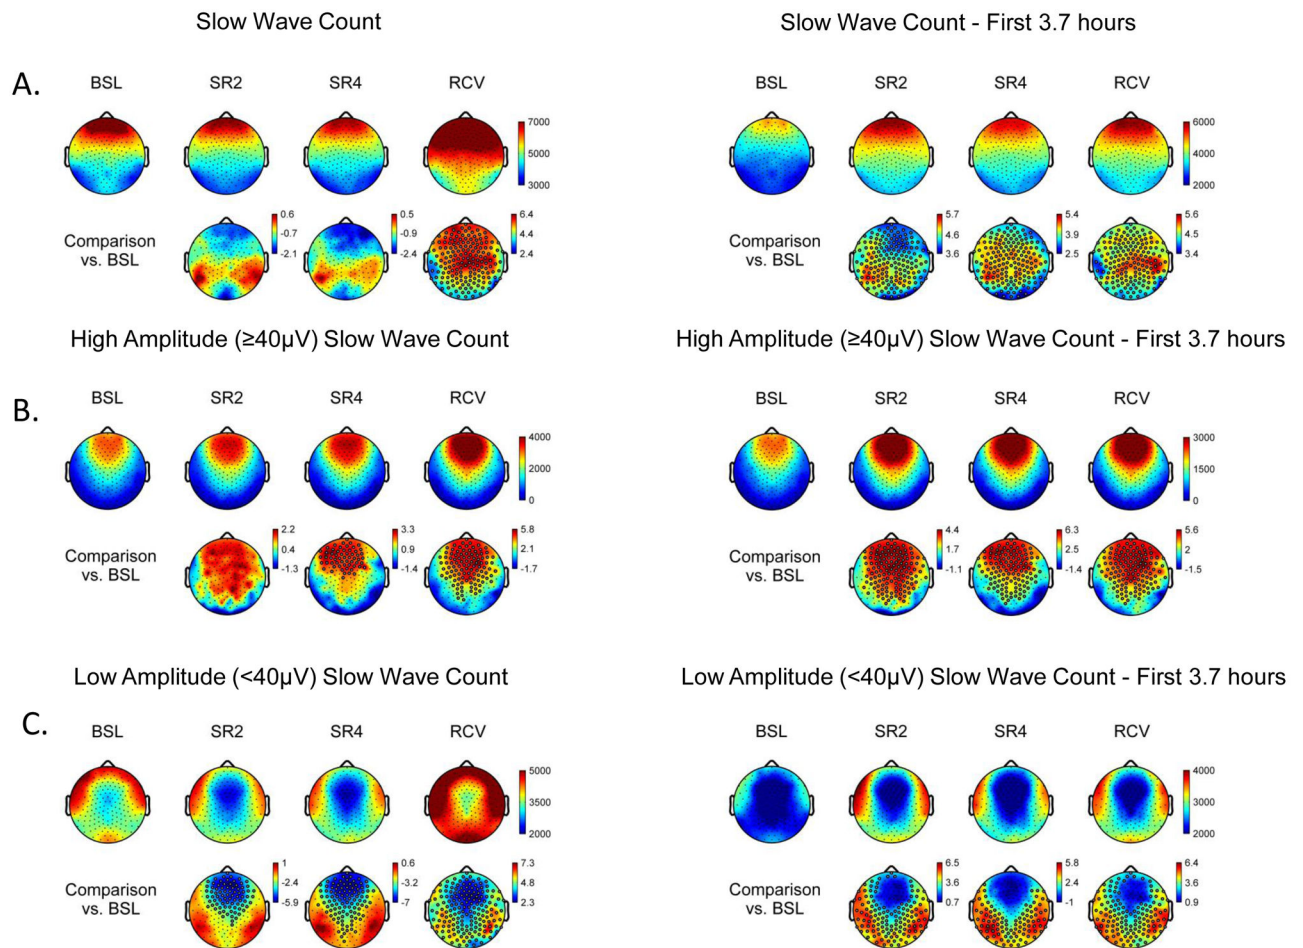 Slow Wave Count
Slow Wave Count - First 3.7 hours
A.
BSL SR2 SR4 RCV
7000
5000
3000
BSL SR2 SR4 RCV
6000
4000
2000
Comparison
vs. BSL
0.6
-0.7
-2.1
0.5
-0.9
-2.4
6.4
4.4
2.4
Comparison
vs. BSL
5.7
4.6
3.6
5.4
4
2.5
5.6
4.5
3.4
High Amplitude (≥40µV) Slow Wave Count
High Amplitude (≥40µV) Slow Wave Count - First 3.7 hours
B.
BSL SR2 SR4 RCV
4000
2000
0
BSL SR2 SR4 RCV
3000
1500
0
Comparison
vs. BSL
2.2
0.4
-1.3
3.3
0.9
-1.4
5.8
2.1
-1.7
Comparison
vs. BSL
4.4
1.7
-1.1
6.3
2.5
-1.4
5.6
2
-1.5
Low Amplitude (<40µV) Slow Wave Count
Low Amplitude (<40µV) Slow Wave Count - First 3.7 hours
C.
BSL SR2 SR4 RCV
5000
3500
2000
BSL SR2 SR4 RCV
4000
3000
2000
Comparison
vs. BSL
1
-2.4
-5.9
0.6
-3.2
-7
7.3
4.8
2.3
Comparison
vs. BSL
6.5
3.6
0.7
5.8
2.4
-1
6.4
3.6
0.9